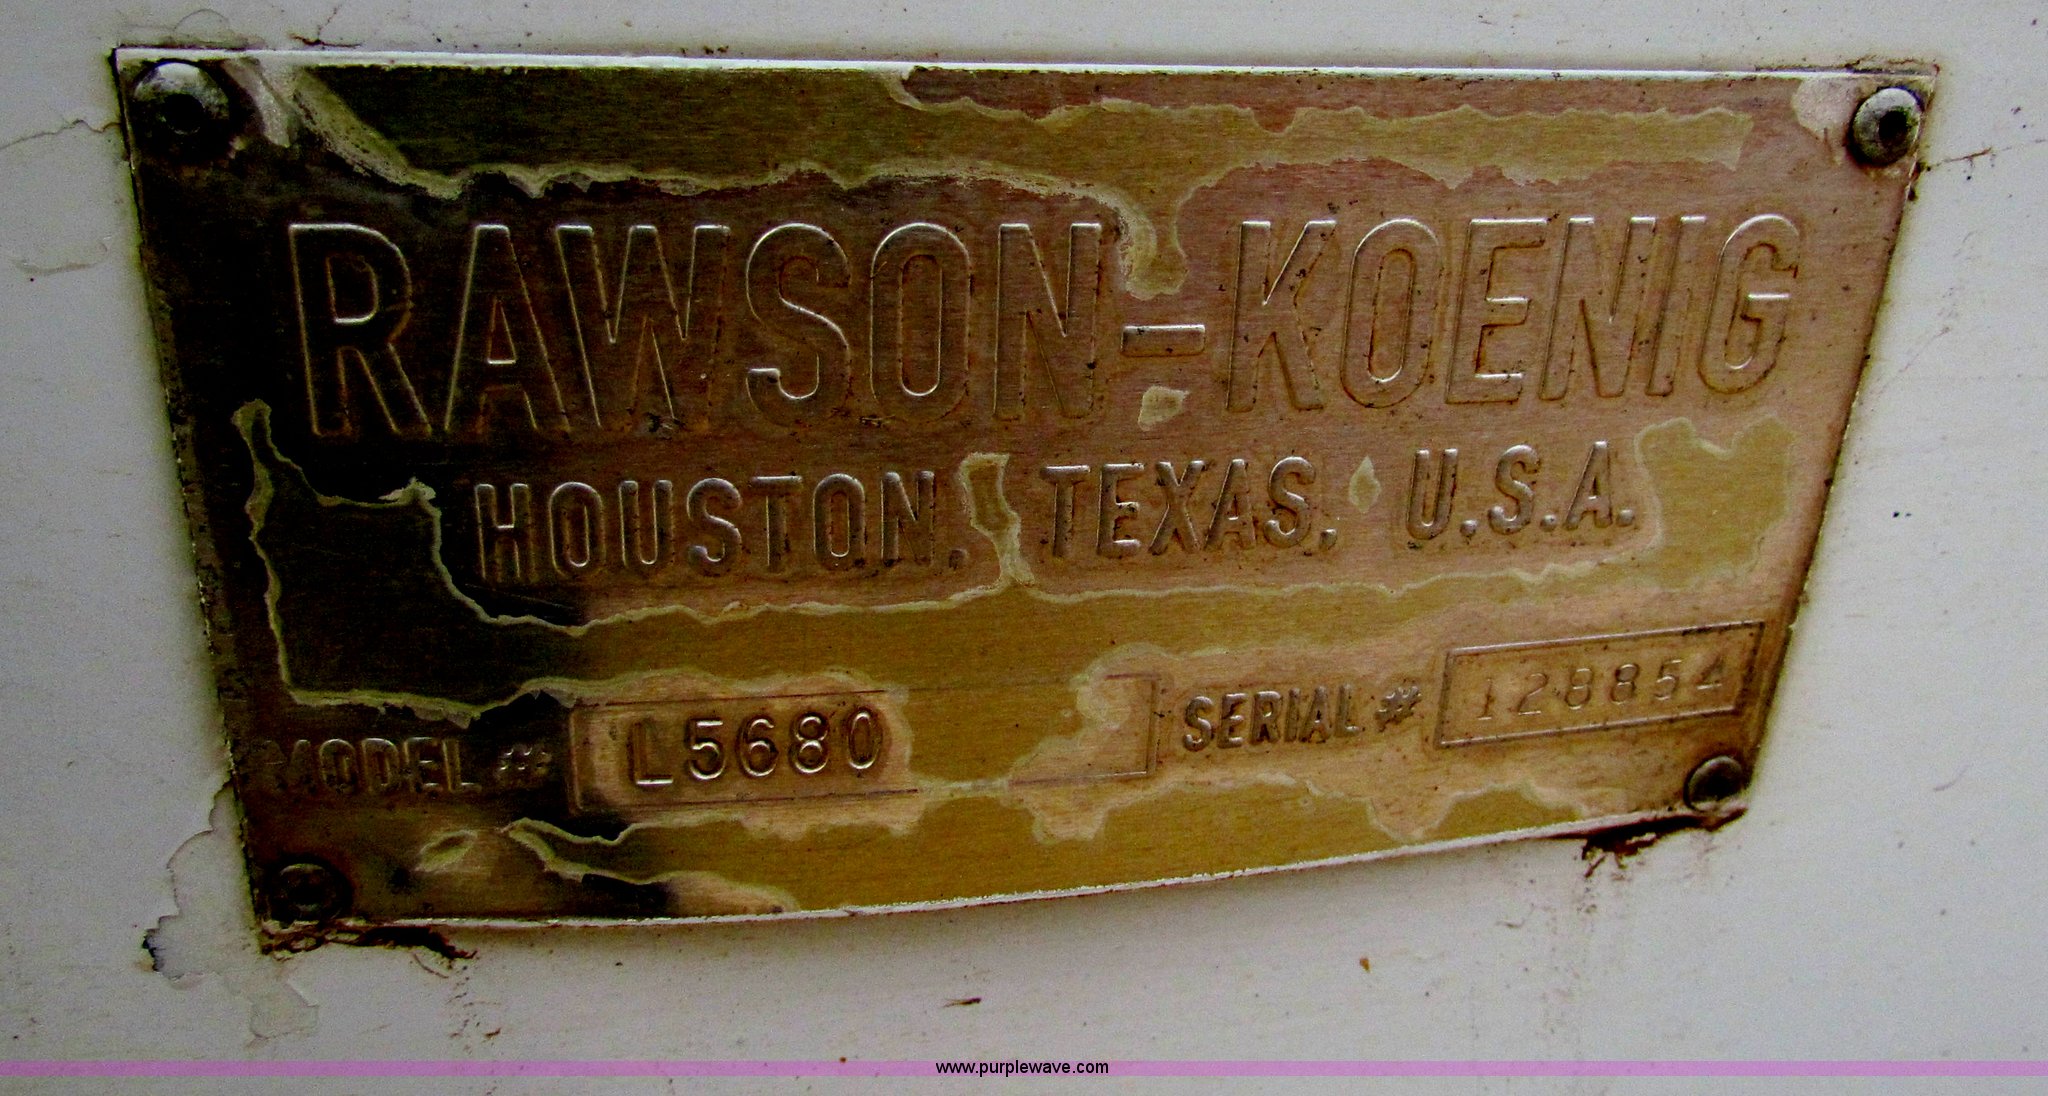 RAWSON-KOENIG
HOUSTON, TEXAS, U.S.A.
MODEL # L5680 SERIAL # 128854
www.purplewave.com